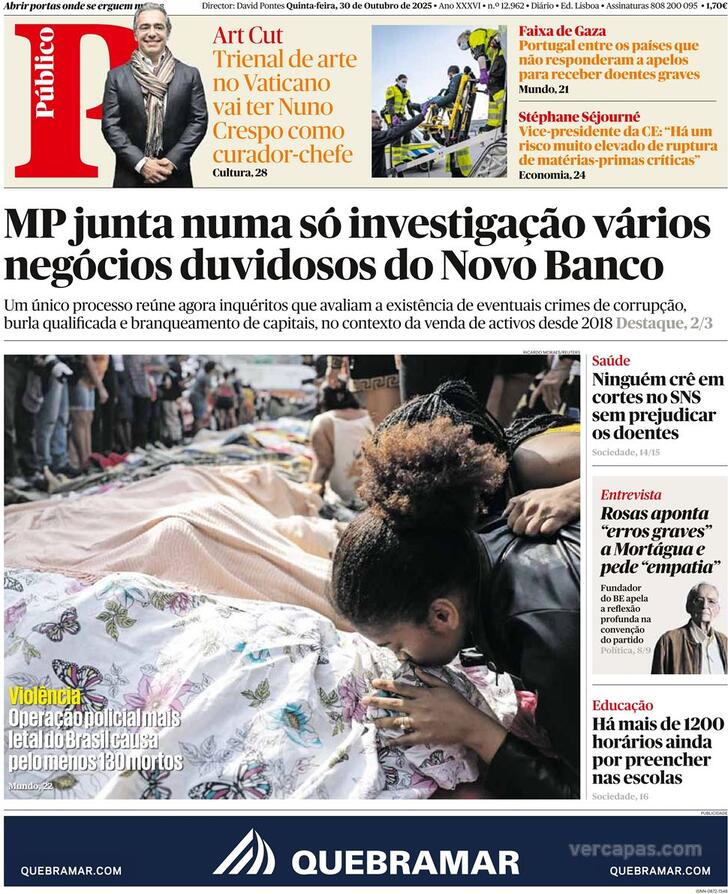 Abrir portas onde se erguem
Director: David Pontes Quinta-feira, 30 de Outubro de 2025 • Ano XXXVI • n.º 12.962 • Diário • Ed. Lisboa • Assinaturas 808 200 095 • 1,70€
Público
P
Art Cut
Trienal de arte
no Vaticano
vai ter Nuno
Crespo como
curador-chefe
Cultura, 28
Faixa de Gaza
Portugal entre os países que
não responderam a apelos
para receber doentes graves
Mundo, 21
Stéphane Séjourné
Vice-presidente da CE: “Há um
risco muito elevado de ruptura
de matérias-primas críticas”
Economia, 24
MP junta numa só investigação vários
negócios duvidosos do Novo Banco
Um único processo reúne agora inquéritos que avaliam a existência de eventuais crimes de corrupção,
burla qualificada e branqueamento de capitais, no contexto da venda de activos desde 2018 Destaque, 2/3
RICARDO MORAES/REUTERS
Violência
Operação policial mais
letal do Brasil causa
pelo menos 130 mortos
Mundo, 22
Saúde
Ninguém crê em
cortes no SNS
sem prejudicar
os doentes
Sociedade, 14/15
Entrevista
Rosas aponta
“erros graves”
a Mortágua e
pede “empatia”
Fundador
do BE apela
a reflexão
profunda na
convenção
do partido
Política, 8/9
Educação
Há mais de 1200
horários ainda
por preencher
nas escolas
Sociedade, 16
PUBLICIDADE
QUEBRAMAR.COM
QUEBRAMAR
QUEBRAMAR.COM
vercapas.com
ISNN-0872-1548